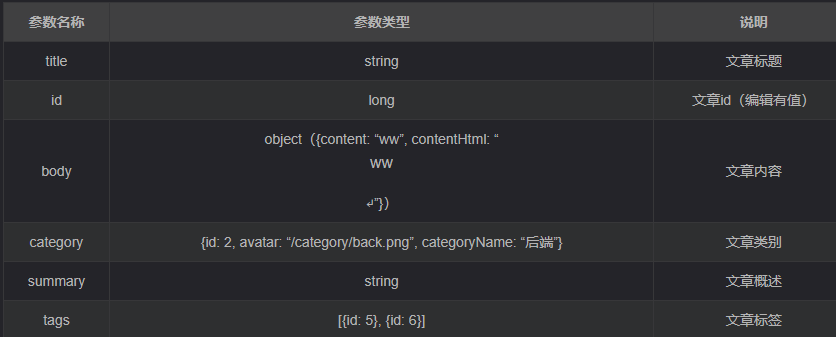 参数名称 参数类型 说明
title string 文章标题
id long 文章id（编辑有值）
body object（{content: “ww”, contentHtml: “
ww
↲”}） 文章内容
category {id: 2, avatar: “/category/back.png”, categoryName: “后端”} 文章类别
summary string 文章概述
tags [{id: 5}, {id: 6}] 文章标签